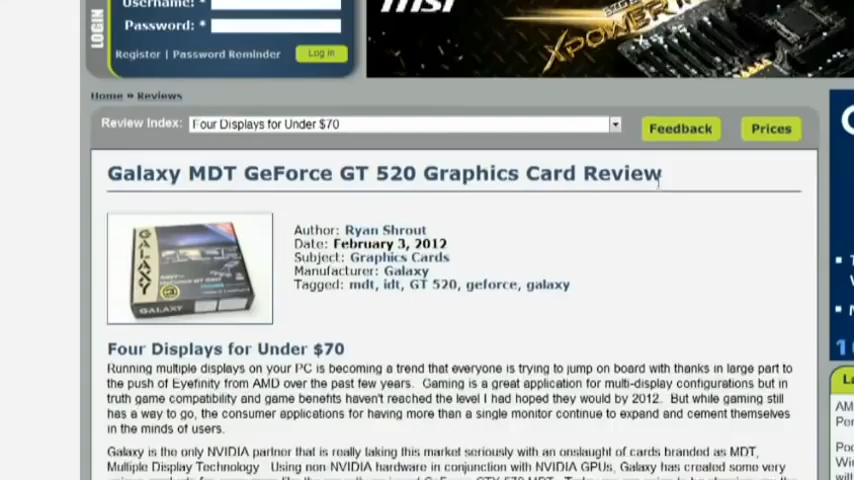 LOGIN
Username: *
Password: *
Register | Password Reminder
Log in
msi
XPOWER
Home » Reviews
Review Index:
Four Displays for Under $70
Feedback
Prices
Galaxy MDT GeForce GT 520 Graphics Card Review
GALAXY
GALAXY
Author: Ryan Shrout
Date: February 3, 2012
Subject: Graphics Cards
Manufacturer: Galaxy
Tagged: mdt, idt, GT 520, geforce, galaxy
Four Displays for Under $70
Running multiple displays on your PC is becoming a trend that everyone is trying to jump on board with thanks in large part to
the push of Eyefinity from AMD over the past few years. Gaming is a great application for multi-display configurations but in
truth game compatibility and game benefits haven't reached the level I had hoped they would by 2012. But while gaming still
has a way to go, the consumer applications for having more than a single monitor continue to expand and cement themselves
in the minds of users.
Galaxy is the only NVIDIA partner that is really taking this market seriously with an onslaught of cards branded as MDT,
Multiple Display Technology Using non NVIDIA hardware in conjunction with NVIDIA GPUs, Galaxy has created some very